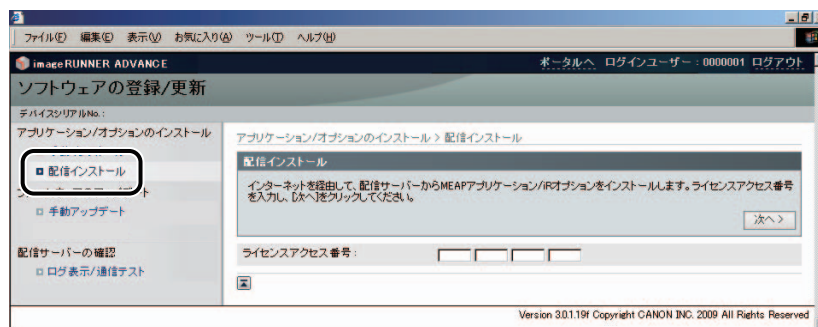 ファイル(F) 編集(E) 表示(V) お気に入り(A) ツール(T) ヘルプ(H)
imageRUNNER ADVANCE
ポータルへ ログインユーザー：0000001 ログアウト
ソフトウェアの登録/更新
デバイスシリアルNo.：
アプリケーション/オプションのインストール
配信インストール
手動アップデート
配信サーバーの確認
ログ表示/通信テスト
アプリケーション/オプションのインストール > 配信インストール
配信インストール
インターネットを経由して、配信サーバーからMEAPアプリケーション/iRオプションをインストールします。ライセンスアクセス番号
を入力し、[次へ]をクリックしてください。
次へ >
ライセンスアクセス番号：
Version 3.0.1.19f Copyright CANON INC. 2009 All Rights Reserved